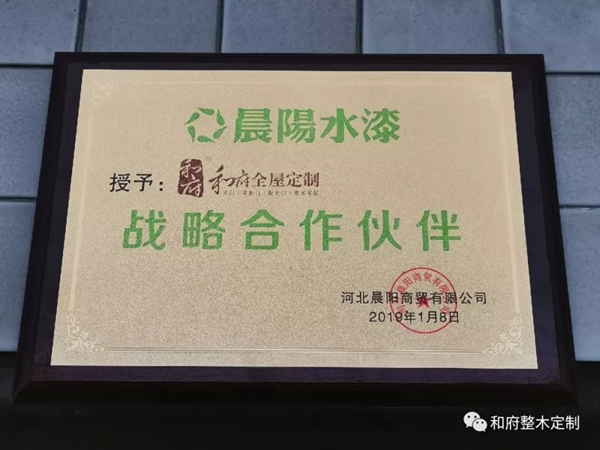 晨陽水漆
授予：和府 和府全屋定制
战略合作伙伴
河北晨阳商贸有限公司
2019年1月8日
和府整木定制